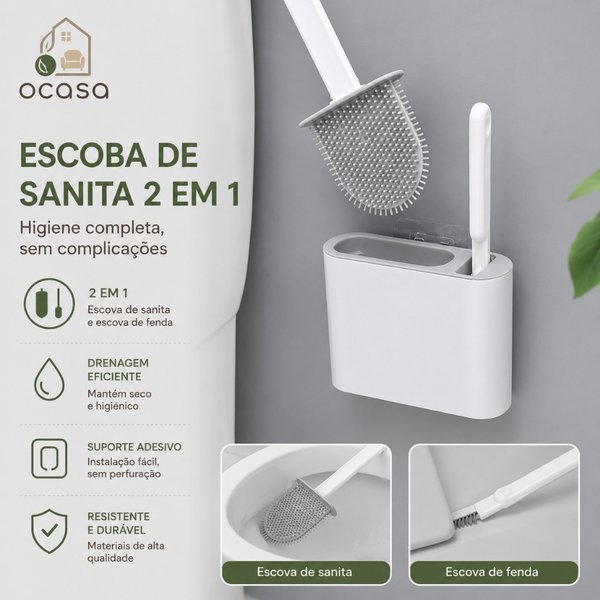 ocasa
ESCOBA DE
SANITA 2 EM 1
Higiene completa,
sem complicações
2 EM 1
Escova de sanita
e escova de fenda
DRENAGEM
EFICIENTE
Mantém seco
e higiénico
SUPORTE ADESIVO
Instalação fácil,
sem perfuração
RESISTENTE
E DURÁVEL
Materiais de alta
qualidade
Escova de sanita
Escova de fenda